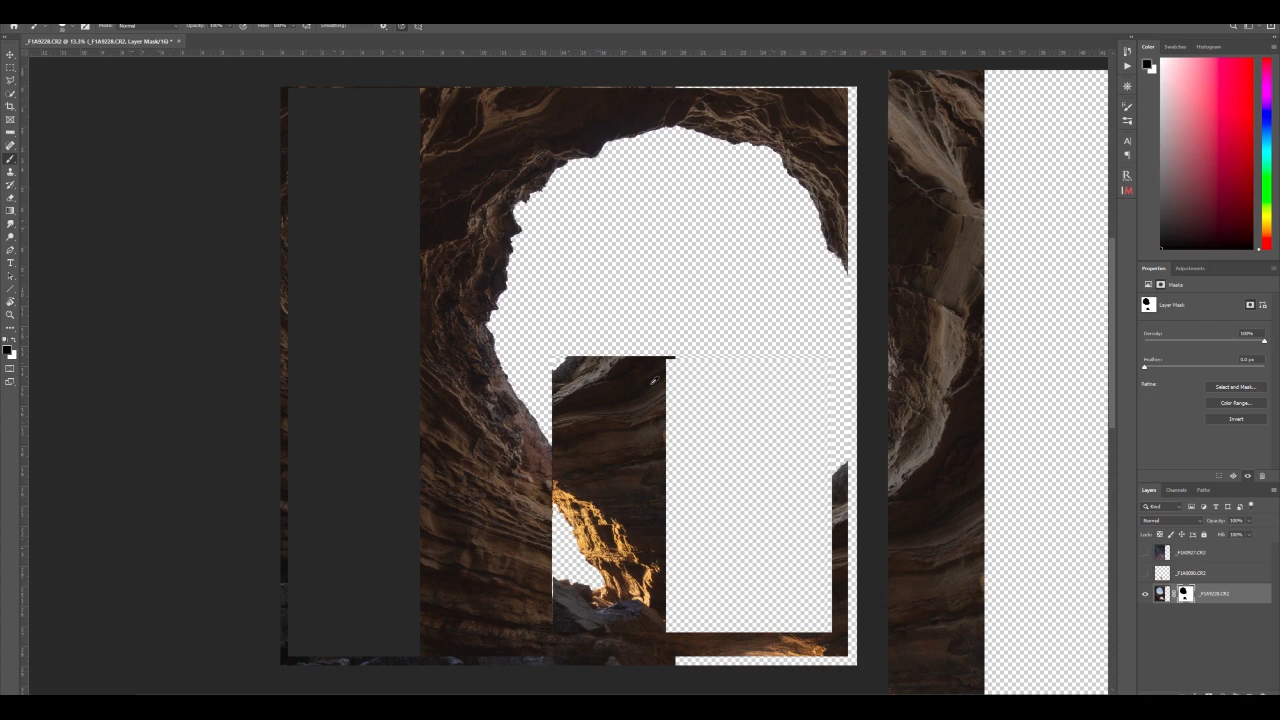 Mode: Normal Opacity: 100% Flow: 100% Smoothing:
_F1A9228.CR2 @ 13.3% (_F1A9228.CR2, Layer Mask/16) * ×
Color Swatches Histogram
Properties Adjustments
Masks
Layer Mask
Density: 100%
Feather: 0.0 px
Refine:
Select and Mask...
Color Range...
Invert
Layers Channels Paths
Kind
Normal Opacity: 100%
Lock: Fill: 100%
_F1A0927.CR2
_F1A0090.CR2
_F1A9228.CR2